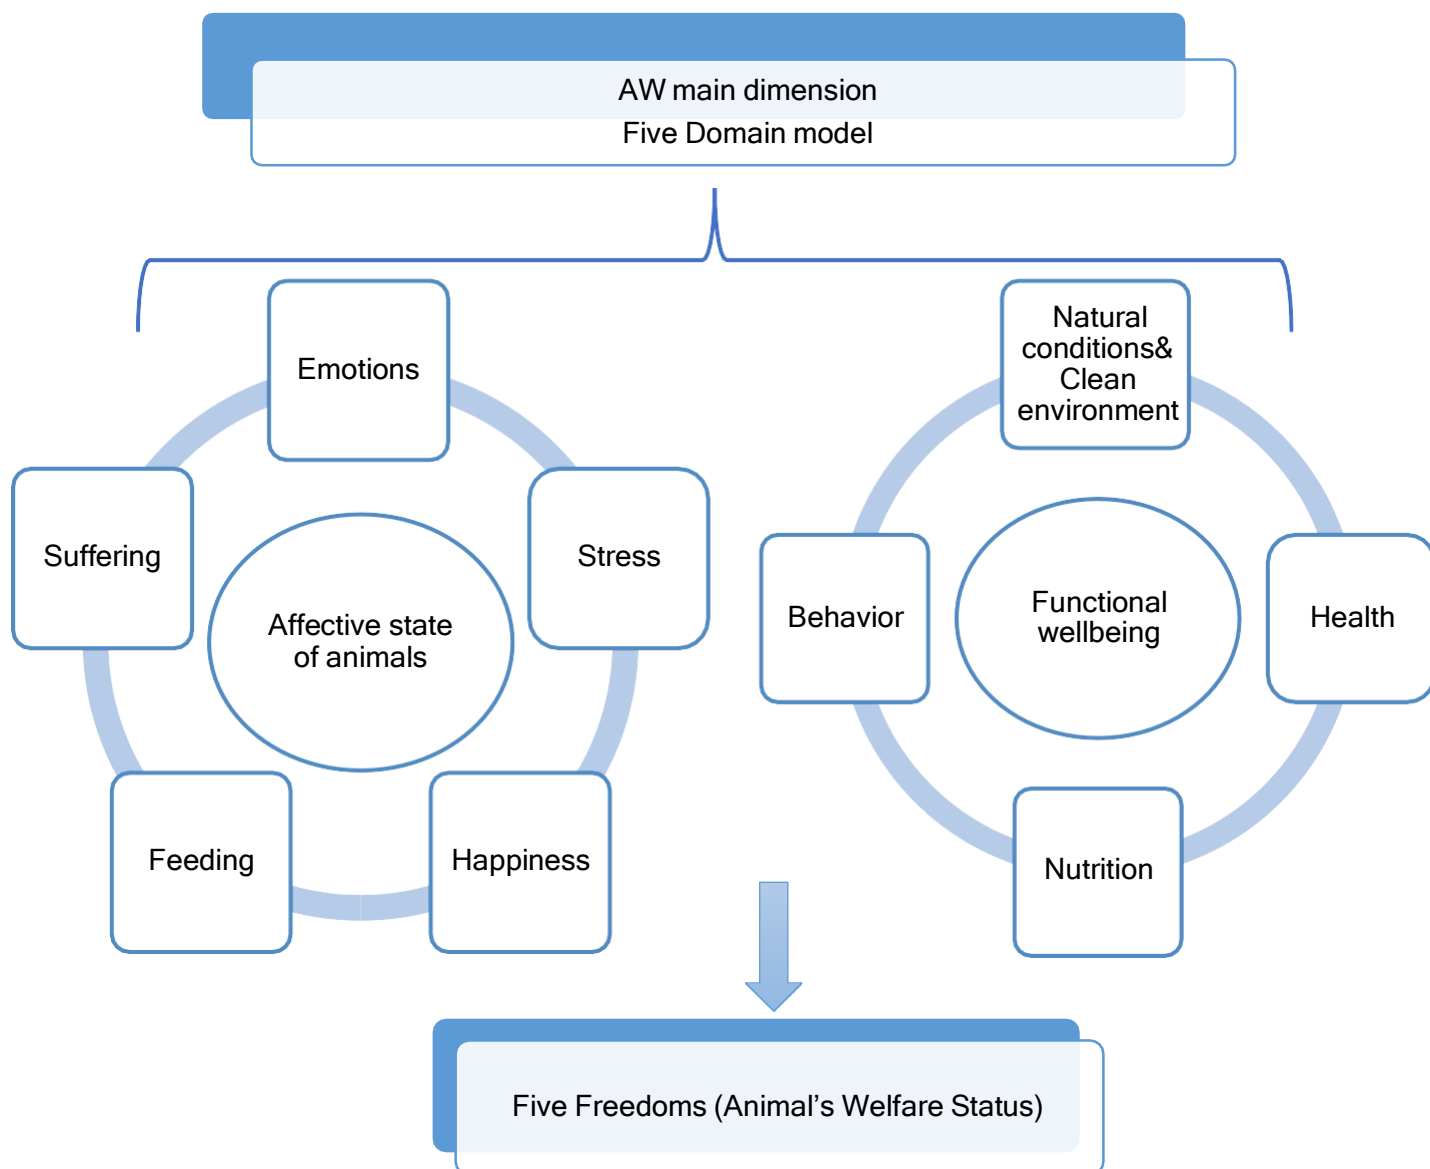 AW main dimension
Five Domain model
Emotions
Suffering
Stress
Affective state
of animals
Feeding
Happiness
Natural
conditions&
Clean
environment
Behavior
Functional
wellbeing
Health
Nutrition
Five Freedoms (Animal’s Welfare Status)